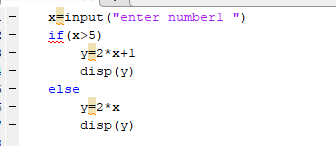 x=input("enter number1 ")
if(x>5)
y=2*x+1
disp(y)
else
y=2*x
disp(y)